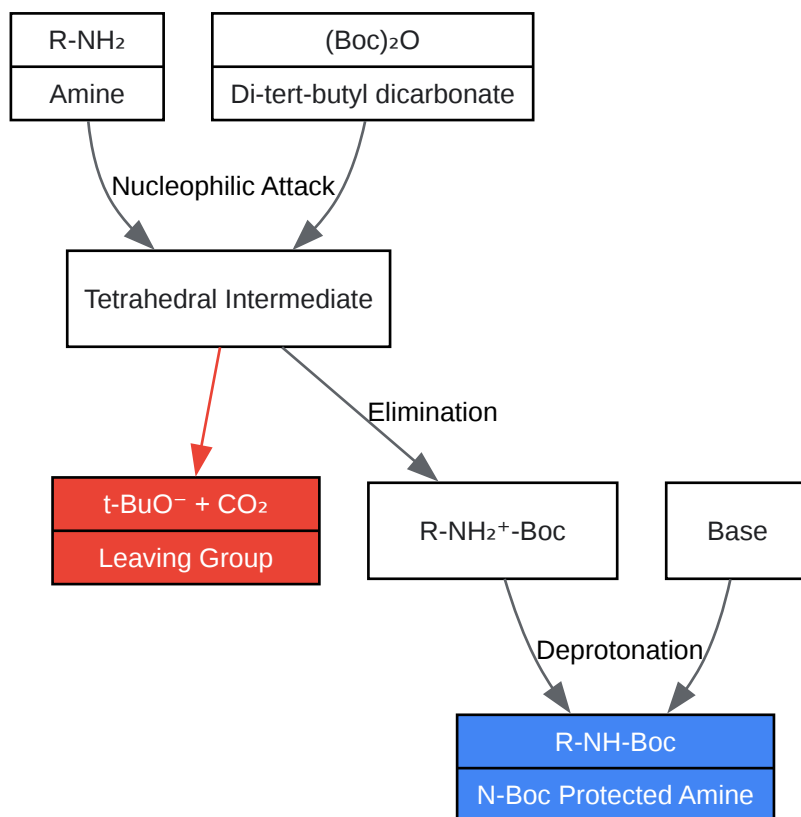 R-NH₂
Amine
(Boc)₂O
Di-tert-butyl dicarbonate
Nucleophilic Attack
Tetrahedral Intermediate
Elimination
t-BuO⁻ + CO₂
Leaving Group
R-NH₂⁺-Boc
Base
Deprotonation
R-NH-Boc
N-Boc Protected Amine